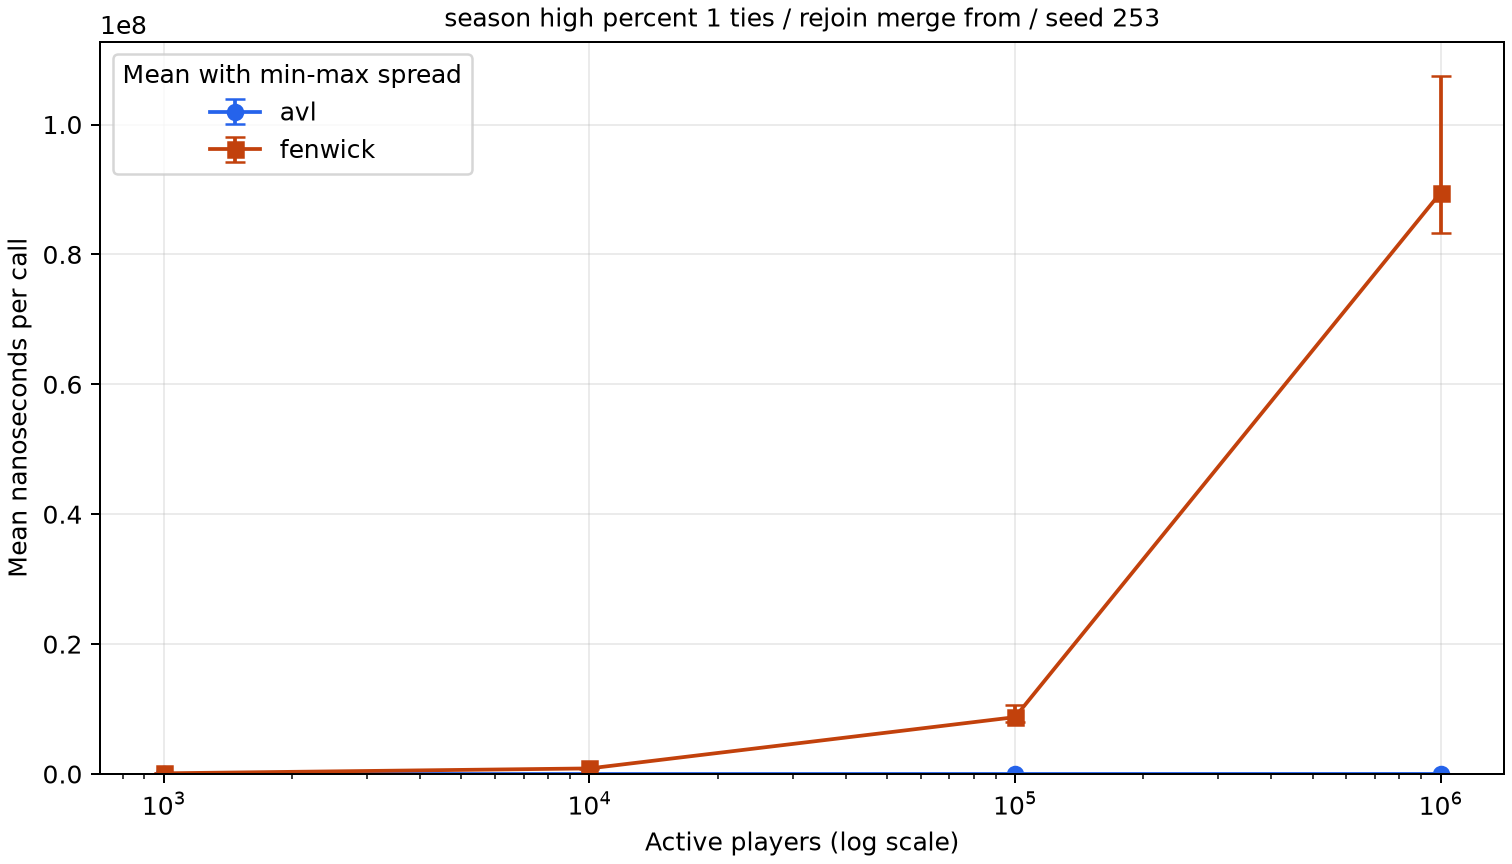 season high percent 1 ties / rejoin merge from / seed 253
1e8
Mean with min-max spread
avl
fenwick
Mean nanoseconds per call
1.0
0.8
0.6
0.4
0.2
0.0
10³ 10⁴ 10⁵ 10⁶
Active players (log scale)